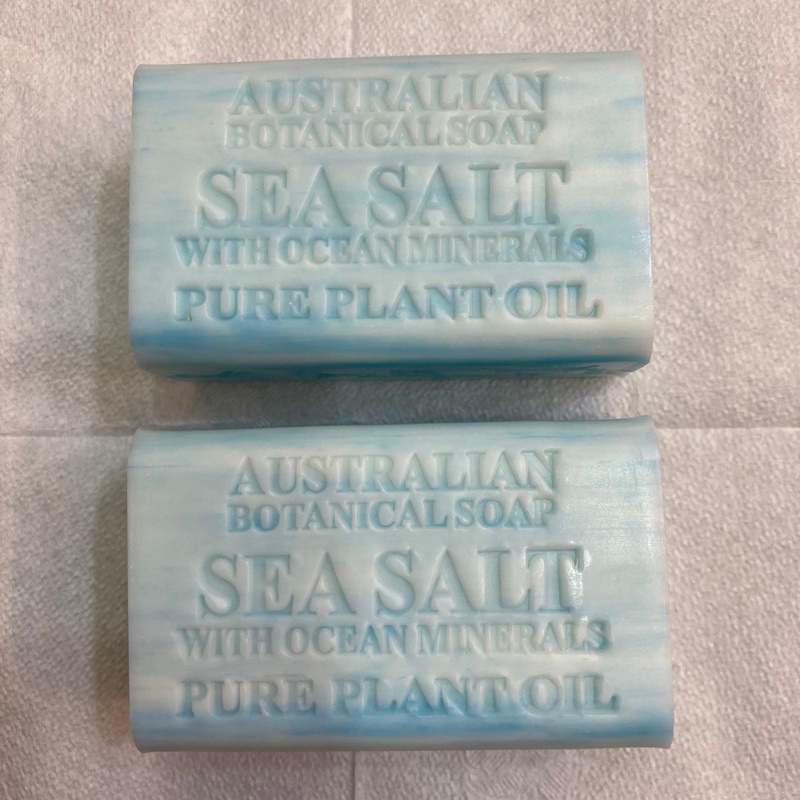 AUSTRALIAN
BOTANICAL SOAP
SEA SALT
WITH OCEAN MINERALS
PURE PLANT OIL
AUSTRALIAN
BOTANICAL SOAP
SEA SALT
WITH OCEAN MINERALS
PURE PLANT OIL